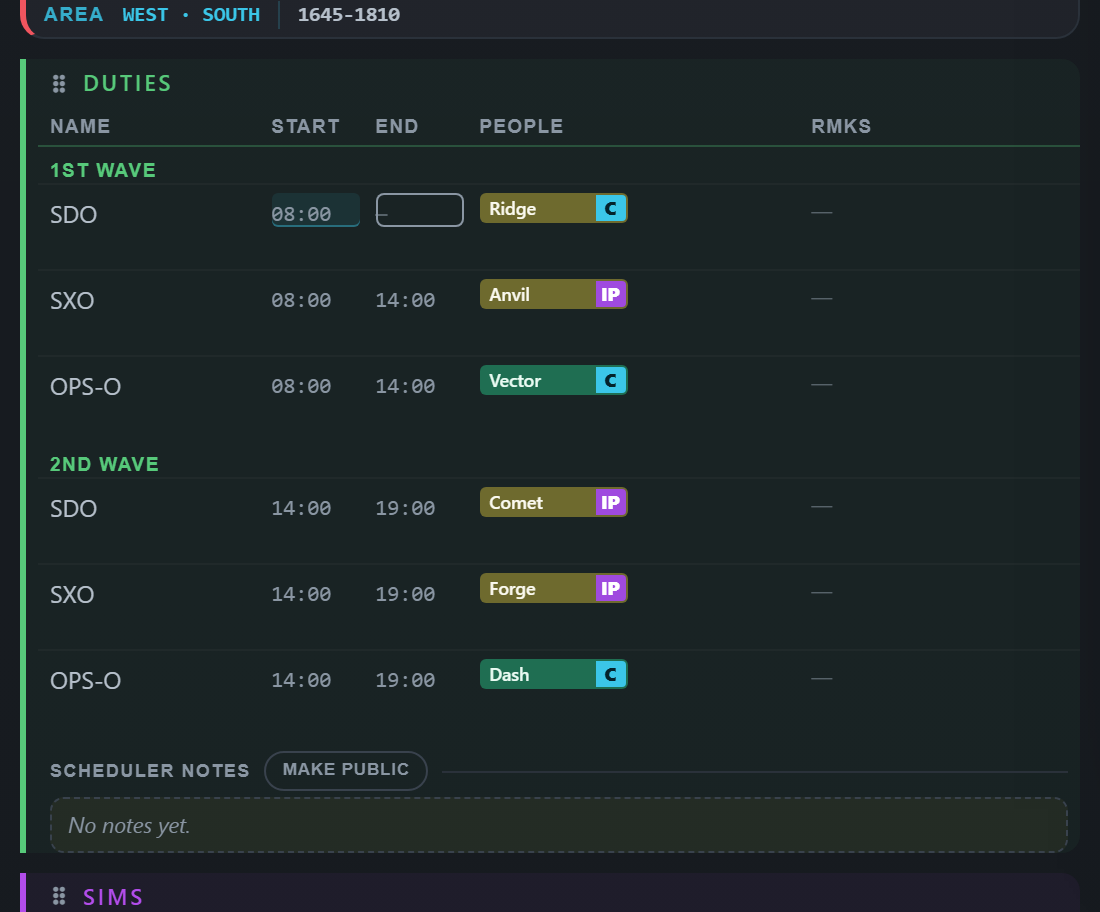 AREA WEST · SOUTH 1645-1810
DUTIES
NAME START END PEOPLE RMKS
1ST WAVE
SDO 08:00 — Ridge C —
SXO 08:00 14:00 Anvil IP —
OPS-O 08:00 14:00 Vector C —
2ND WAVE
SDO 14:00 19:00 Comet IP —
SXO 14:00 19:00 Forge IP —
OPS-O 14:00 19:00 Dash C —
SCHEDULER NOTES MAKE PUBLIC
No notes yet.
SIMS